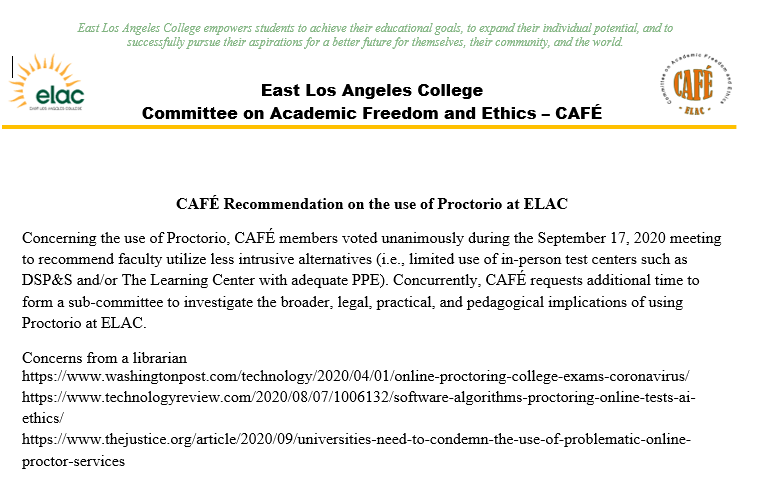 East Los Angeles College empowers students to achieve their educational goals, to expand their individual potential, and to
successfully pursue their aspirations for a better future for themselves, their community, and the world.
elac
EAST LOS ANGELES COLLEGE
East Los Angeles College
Committee on Academic Freedom and Ethics – CAFÉ
Committee on Academic Freedom and Ethics
CAFÉ
- ELAC -
CAFÉ Recommendation on the use of Proctorio at ELAC
Concerning the use of Proctorio, CAFÉ members voted unanimously during the September 17, 2020 meeting
to recommend faculty utilize less intrusive alternatives (i.e., limited use of in-person test centers such as
DSP&S and/or The Learning Center with adequate PPE). Concurrently, CAFÉ requests additional time to
form a sub-committee to investigate the broader, legal, practical, and pedagogical implications of using
Proctorio at ELAC.
Concerns from a librarian
https://www.washingtonpost.com/technology/2020/04/01/online-proctoring-college-exams-coronavirus/
https://www.technologyreview.com/2020/08/07/1006132/software-algorithms-proctoring-online-tests-ai-
ethics/
https://www.thejustice.org/article/2020/09/universities-need-to-condemn-the-use-of-problematic-online-
proctor-services